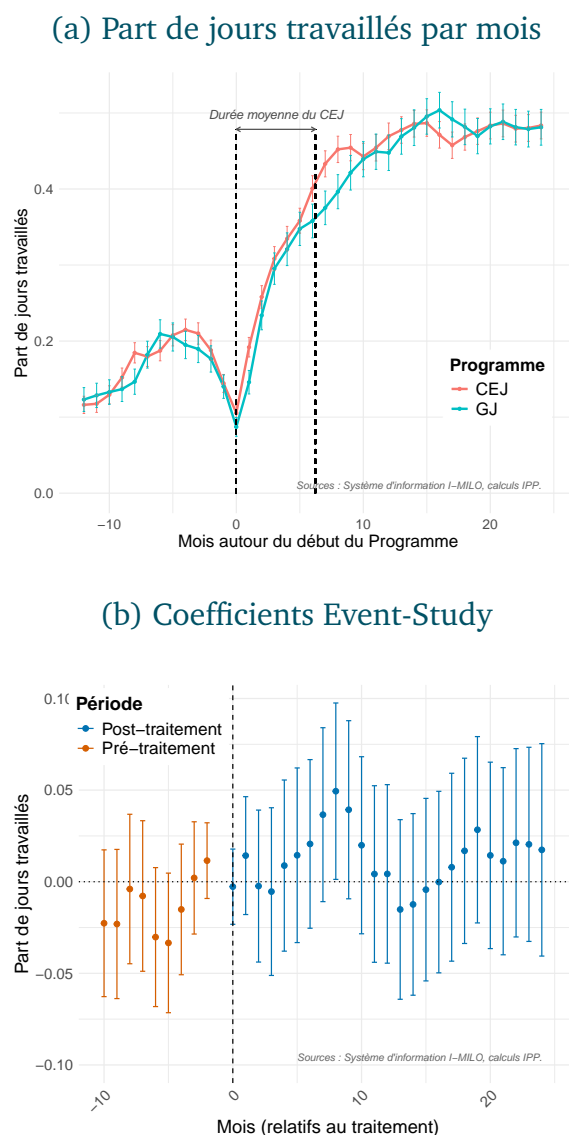 (a) Part de jours travaillés par mois
Durée moyenne du CEJ
Part de jours travaillés
0.4
0.2
0.0
Programme
CEJ
GJ
Sources : Système d'information I−MILO, calculs IPP.
−10
0
10
20
Mois autour du début du Programme
(b) Coefficients Event-Study
Part de jours travaillés
0.10
0.05
0.00
−0.05
−0.10
Période
Post−traitement
Pré−traitement
Sources : Système d'information I−MILO, calculs IPP.
−10
0
10
20
Mois (relatifs au traitement)